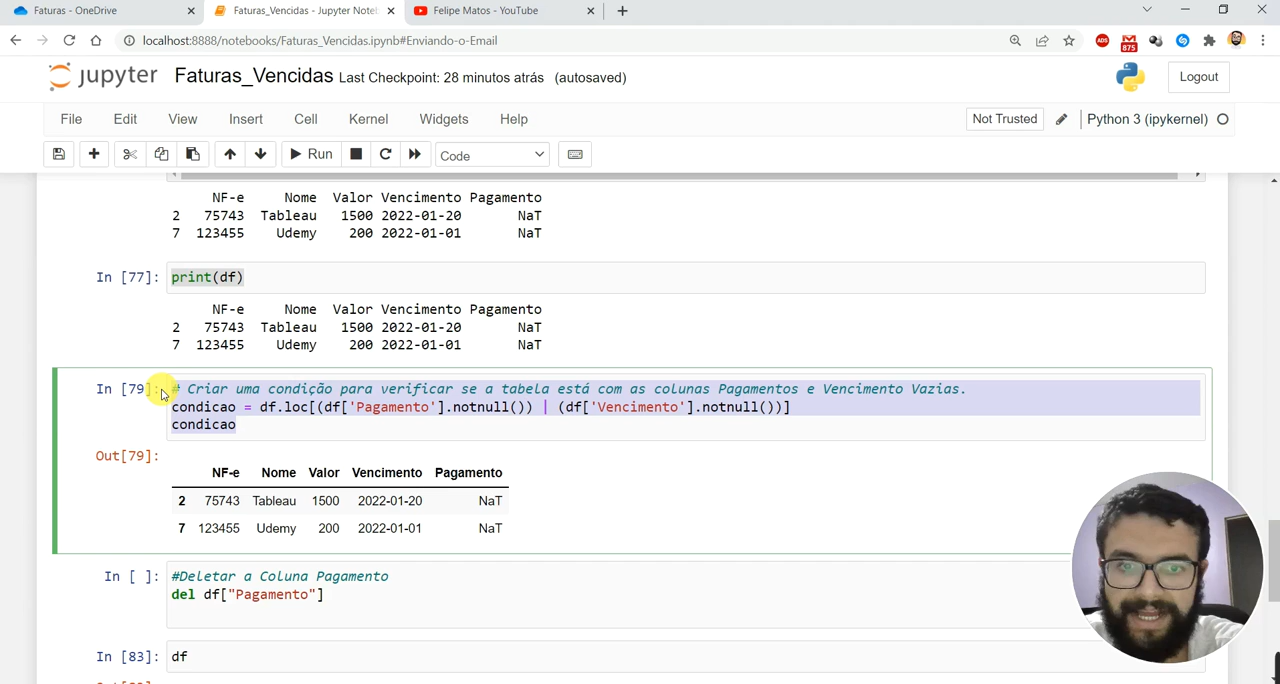 Faturas - OneDrive
Faturas_Vencidas - Jupyter Note
Felipe Matos - YouTube
localhost:8888/notebooks/Faturas_Vencidas.ipynb#Enviando-o-Email
ADS
875
jupyter Faturas_Vencidas Last Checkpoint: 28 minutos atrás (autosaved)
Logout
File Edit View Insert Cell Kernel Widgets Help
Not Trusted
Python 3 (ipykernel)
Run
Code
NF-e Nome Valor Vencimento Pagamento
2 75743 Tableau 1500 2022-01-20 NaT
7 123455 Udemy 200 2022-01-01 NaT
In [77]: print(df)
NF-e Nome Valor Vencimento Pagamento
2 75743 Tableau 1500 2022-01-20 NaT
7 123455 Udemy 200 2022-01-01 NaT
In [79]: # Criar uma condição para verificar se a tabela está com as colunas Pagamentos e Vencimento Vazias.
condicao = df.loc[(df['Pagamento'].notnull()) | (df['Vencimento'].notnull())]
condicao
Out[79]:
NF-e Nome Valor Vencimento Pagamento
2 75743 Tableau 1500 2022-01-20 NaT
7 123455 Udemy 200 2022-01-01 NaT
In [ ]: #Deletar a Coluna Pagamento
del df["Pagamento"]
In [83]: df